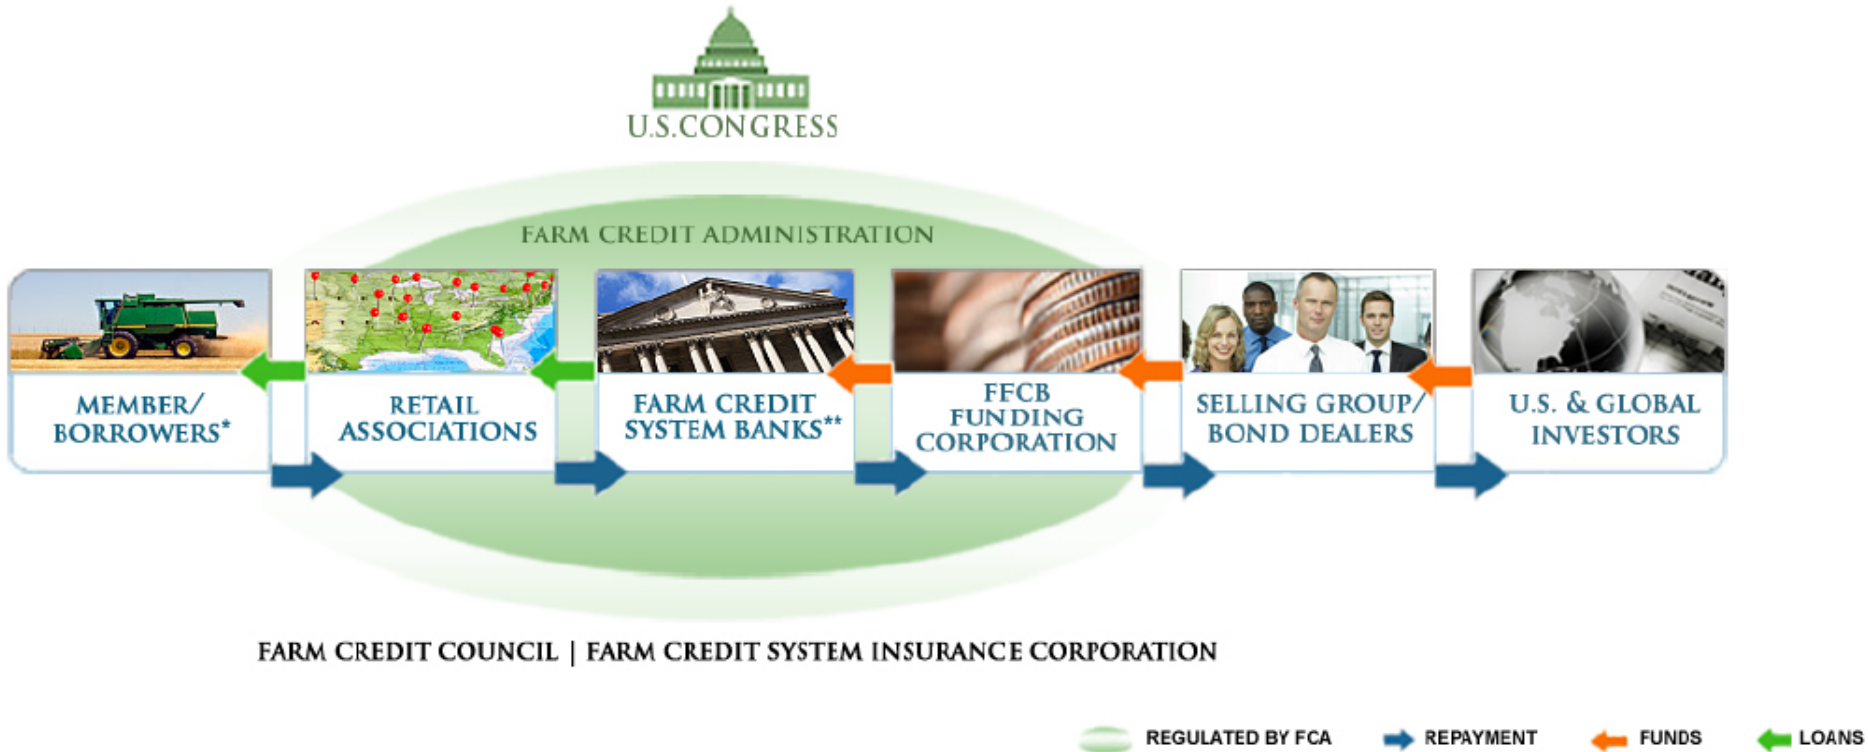 U.S.CONGRESS
FARM CREDIT ADMINISTRATION
MEMBER/
BORROWERS*
RETAIL
ASSOCIATIONS
FARM CREDIT
SYSTEM BANKS**
FFCB
FUNDING
CORPORATION
SELLING GROUP/
BOND DEALERS
U.S. & GLOBAL
INVESTORS
FARM CREDIT COUNCIL | FARM CREDIT SYSTEM INSURANCE CORPORATION
REGULATED BY FCA
REPAYMENT
FUNDS
LOANS